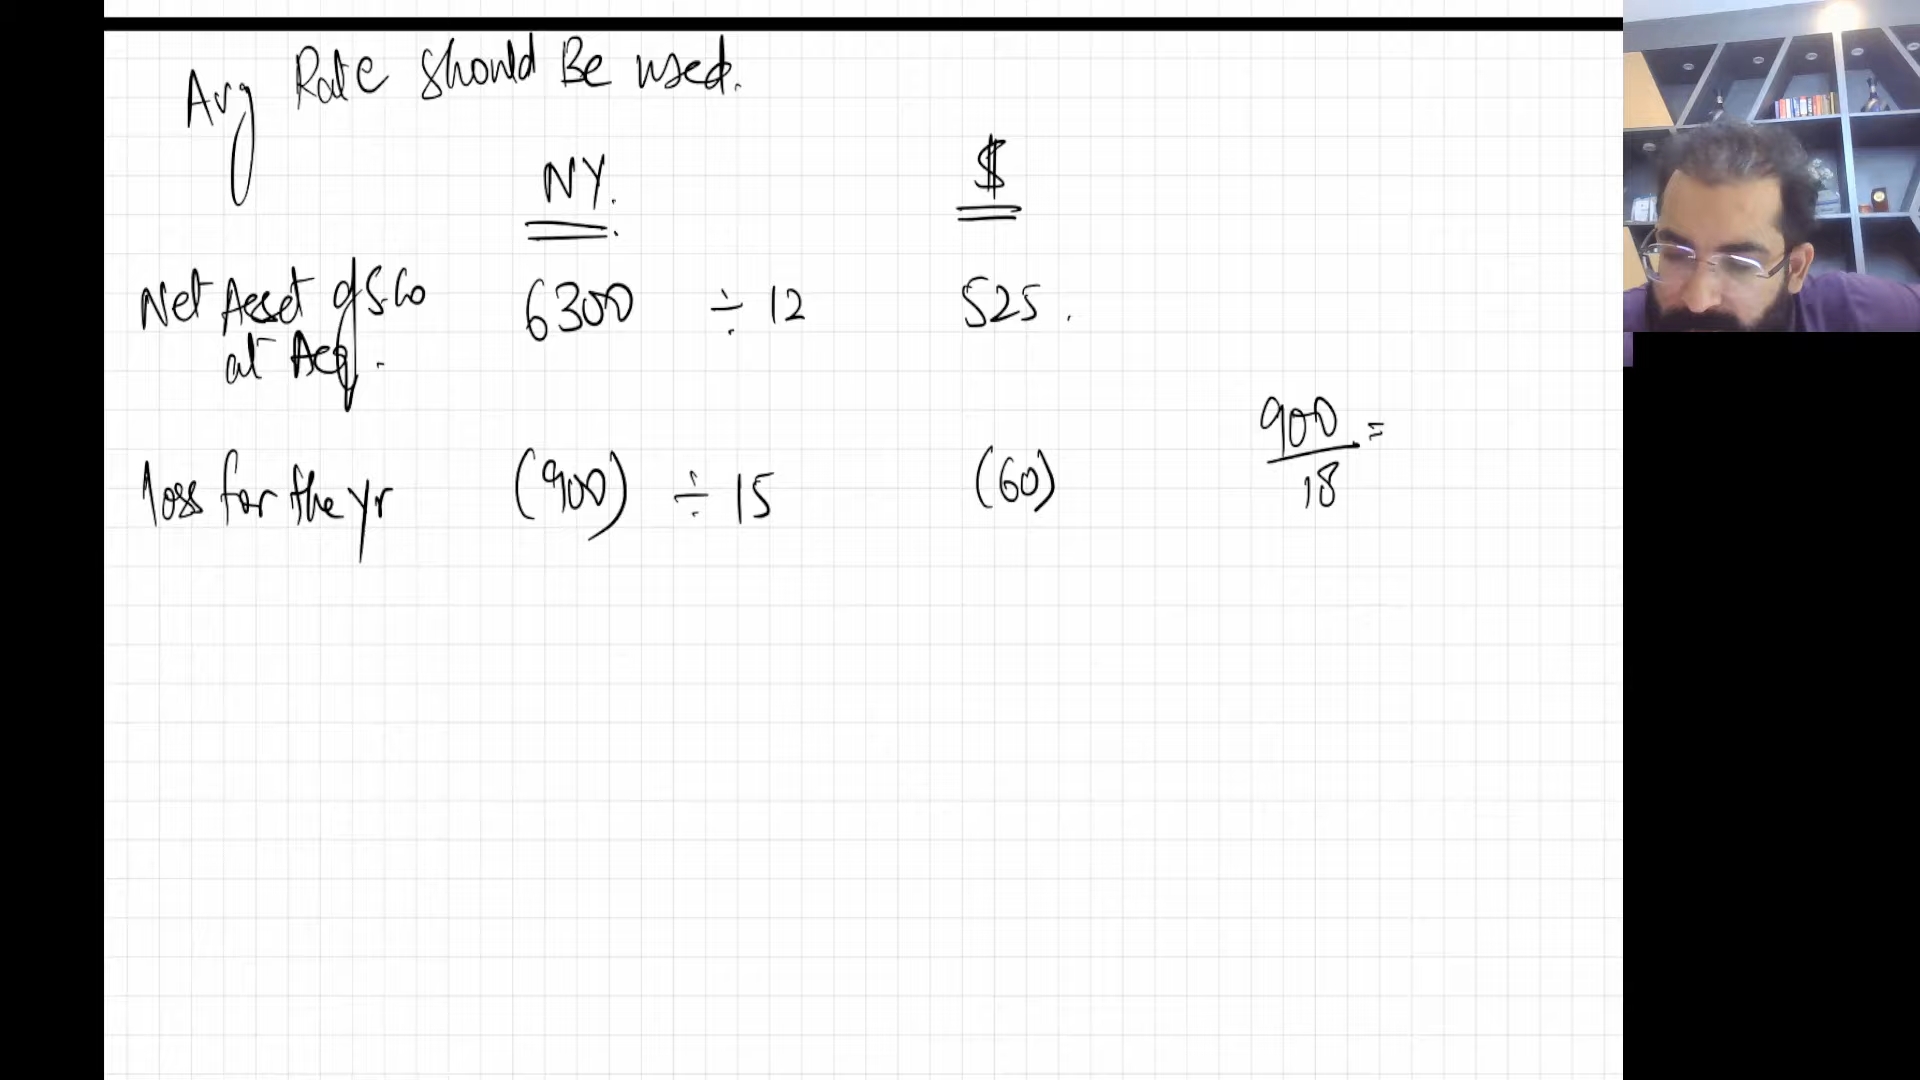 Avg Rate should Be used.
NY. $
Net Asset of S.Co 6300 ÷ 12 525.
at Acq.
900 =
18
loss for the yr (900) ÷ 15 (60)